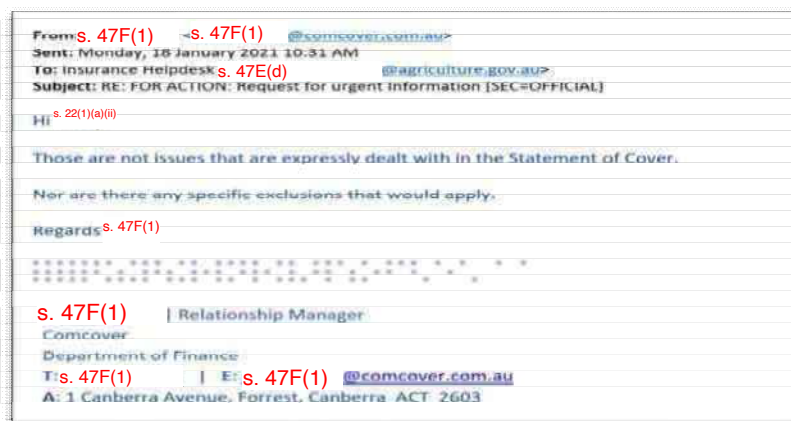 From: s. 47F(1) <s. 47F(1) @comcover.com.au>
Sent: Monday, 18 January 2021 10:31 AM
To: Insurance Helpdesk s. 47E(d) @agriculture.gov.au>
Subject: RE: FOR ACTION: Request for urgent information [SEC=OFFICIAL]
Hi s. 22(1)(a)(ii)
Those are not issues that are expressly dealt with in the Statement of Cover.
Nor are there any specific exclusions that would apply.
Regards s. 47F(1)
s. 47F(1) | Relationship Manager
Comcover
Department of Finance
T: s. 47F(1) | E: s. 47F(1) @comcover.com.au
A: 1 Canberra Avenue, Forrest, Canberra ACT 2603